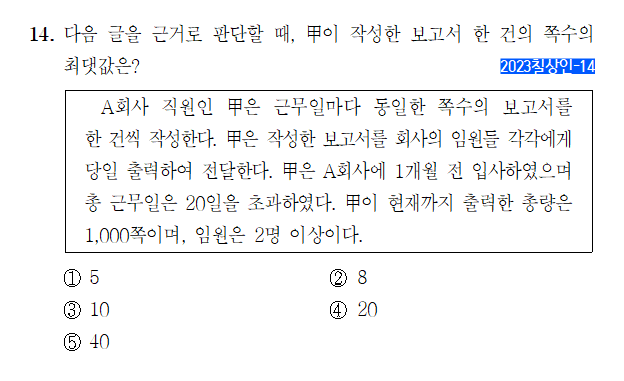 14. 다음 글을 근거로 판단할 때, 甲이 작성한 보고서 한 건의 쪽수의
최댓값은?
2023칠상인-14
A회사 직원인 甲은 근무일마다 동일한 쪽수의 보고서를
한 건씩 작성한다. 甲은 작성한 보고서를 회사의 임원들 각각에게
당일 출력하여 전달한다. 甲은 A회사에 1개월 전 입사하였으며
총 근무일은 20일을 초과하였다. 甲이 현재까지 출력한 총량은
1,000쪽이며, 임원은 2명 이상이다.
① 5
② 8
③ 10
④ 20
⑤ 40